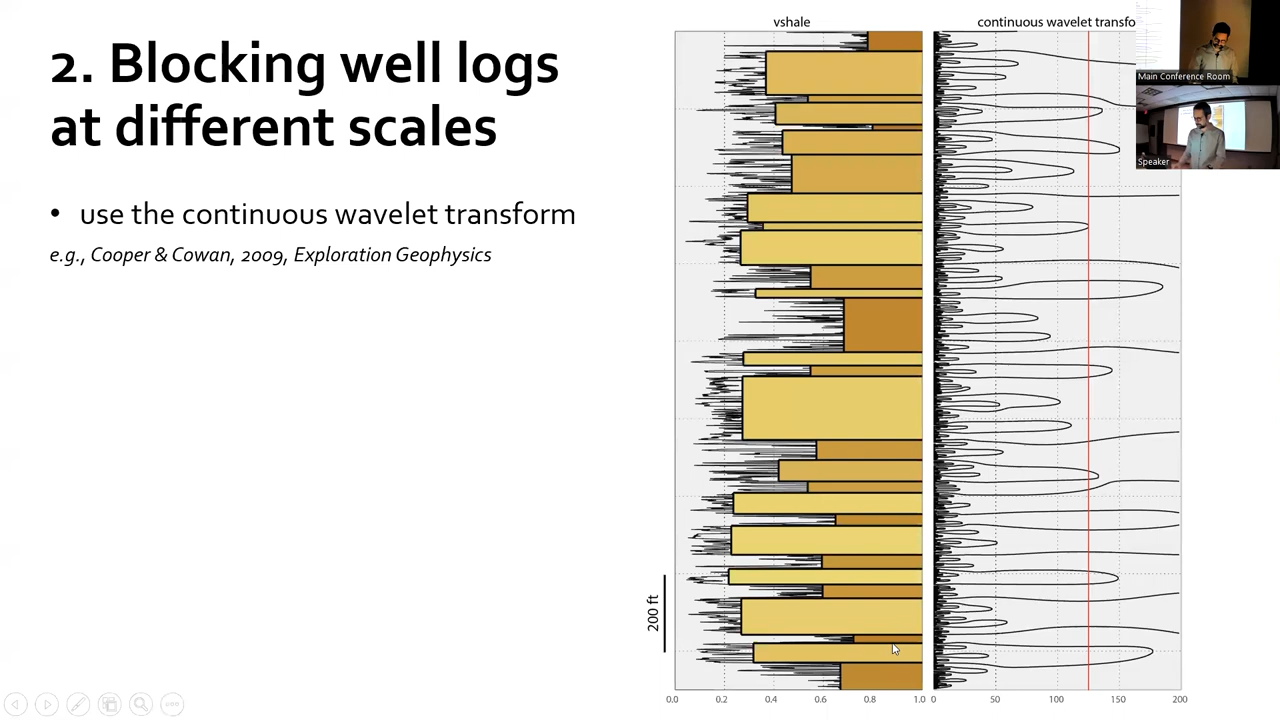 2. Blocking well logs
at different scales
• use the continuous wavelet transform
e.g., Cooper & Cowan, 2009, Exploration Geophysics
vshale
continuous wavelet transfo
Main Conference Room
Speaker
200 ft
0.0 0.2 0.4 0.6 0.8 1.0
0 50 100 150 200